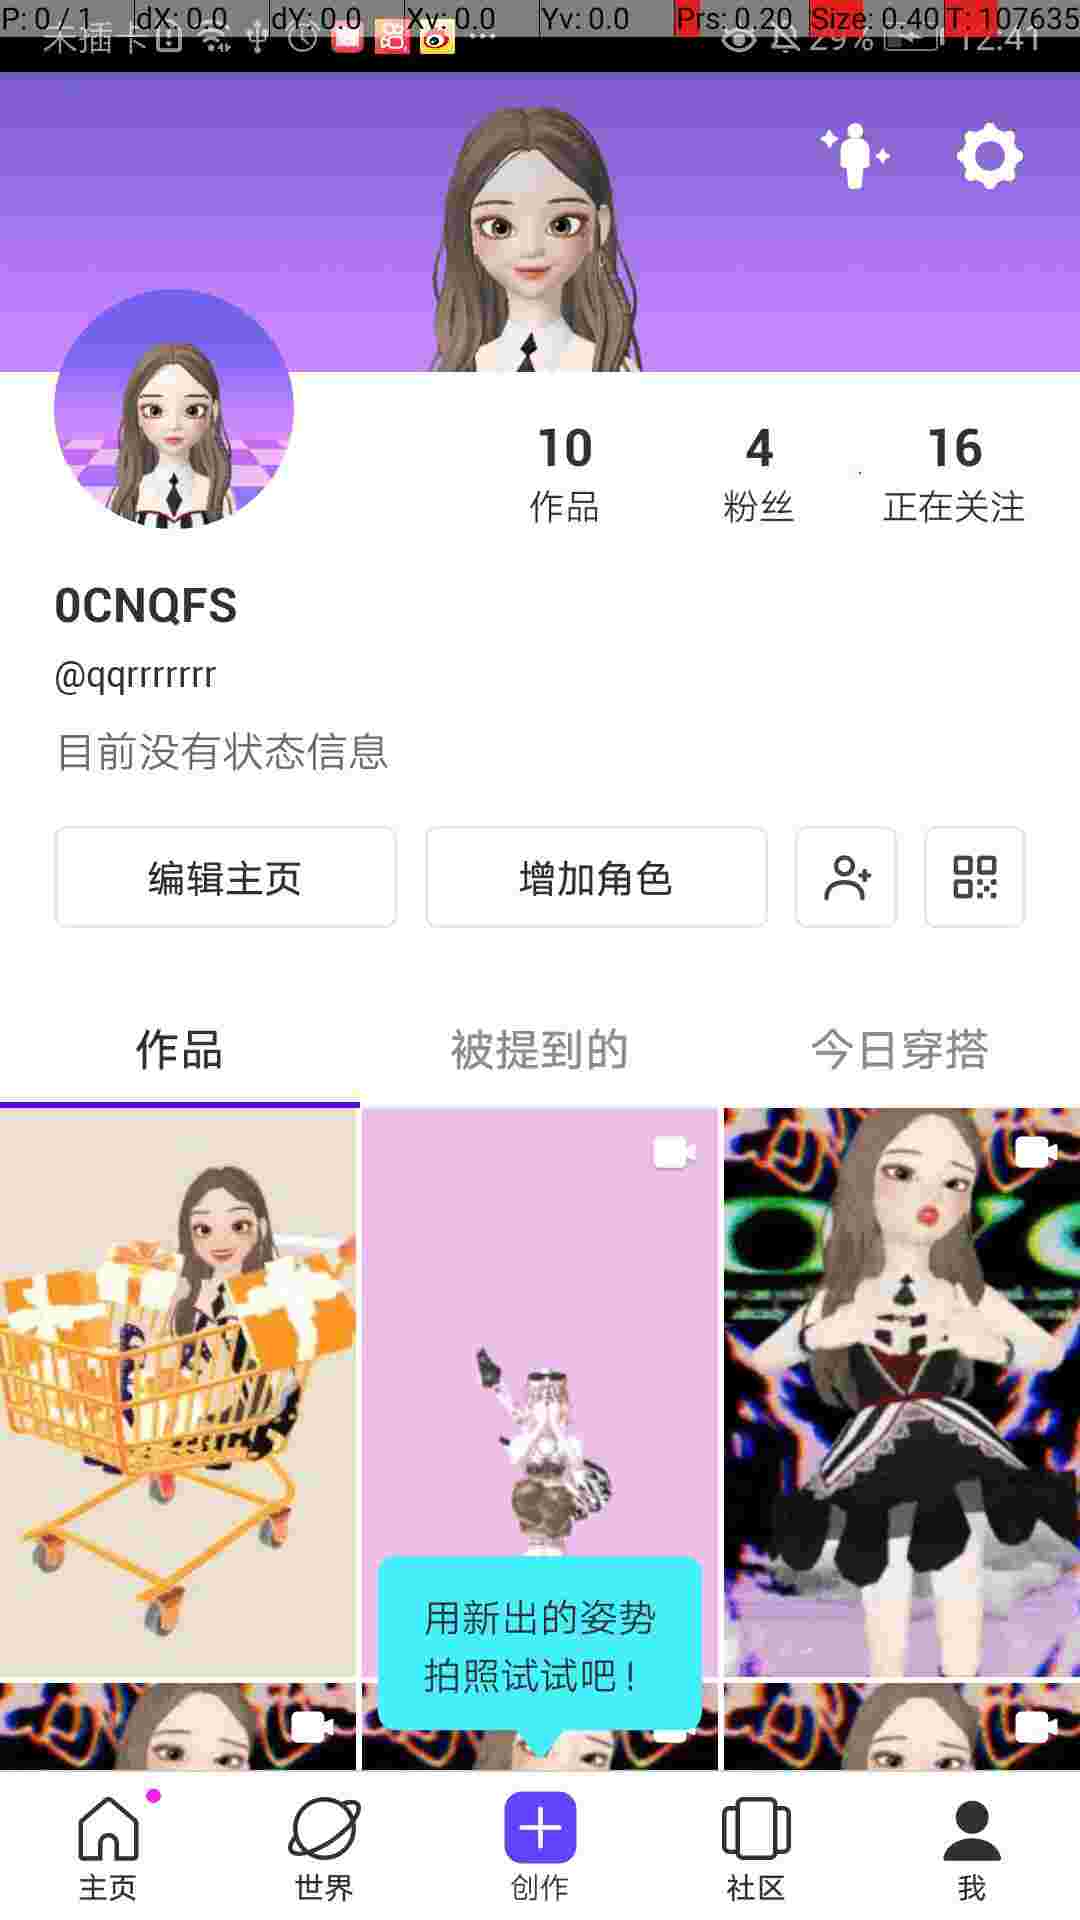 P: 0 / 1 dX: 0.0 dY: 0.0 Xv: 0.0 Yv: 0.0 Prs: 0.20 Size: 0.40 T: 107635
未插卡 29% 12:41
10 4 16
作品 粉丝 正在关注
0CNQFS
@qqrrrrrrr
目前没有状态信息
编辑主页 增加角色
作品 被提到的 今日穿搭
用新出的姿势
拍照试试吧！
主页 世界 创作 社区 我